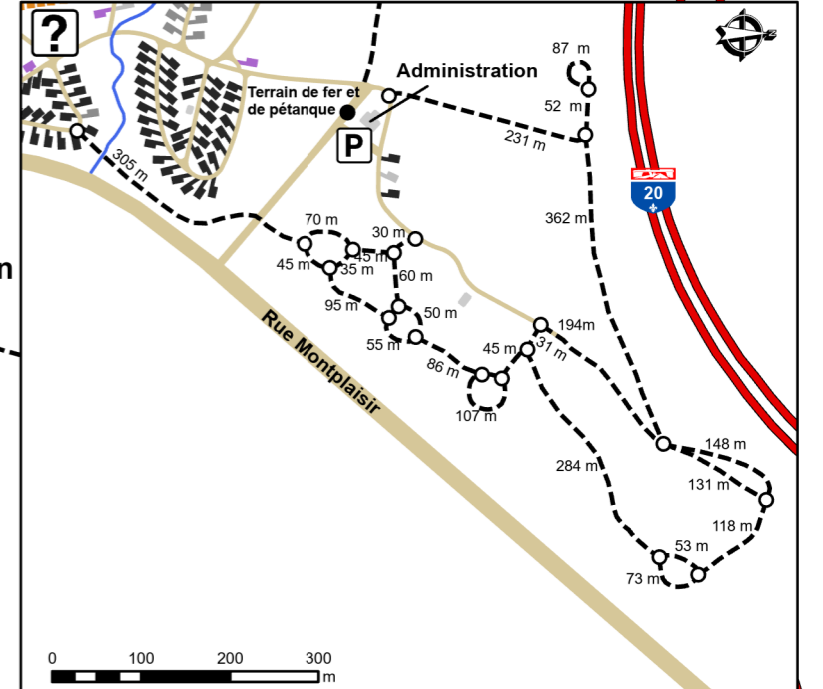 ?
87 m
Administration
52 m
Terrain de fer et
de pétanque
P
231 m
20
305 m
362 m
70 m
30 m
45 m
45 m
35 m
60 m
95 m
50 m
55 m
194m
31 m
45 m
86 m
107 m
Rue Montplaisir
148 m
131 m
284 m
118 m
53 m
73 m
n
0 100 200 300
m